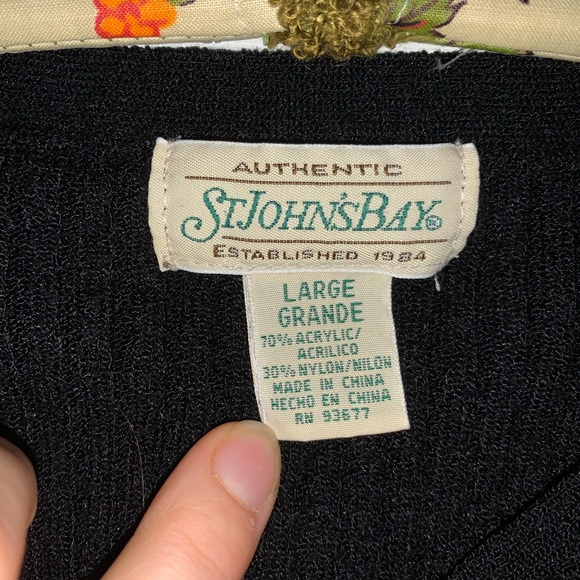 AUTHENTIC
ST.JOHN'S BAY®
ESTABLISHED 1984
LARGE
GRANDE
70% ACRYLIC/
ACRILICO
30% NYLON/NILON
MADE IN CHINA
HECHO EN CHINA
RN 93677